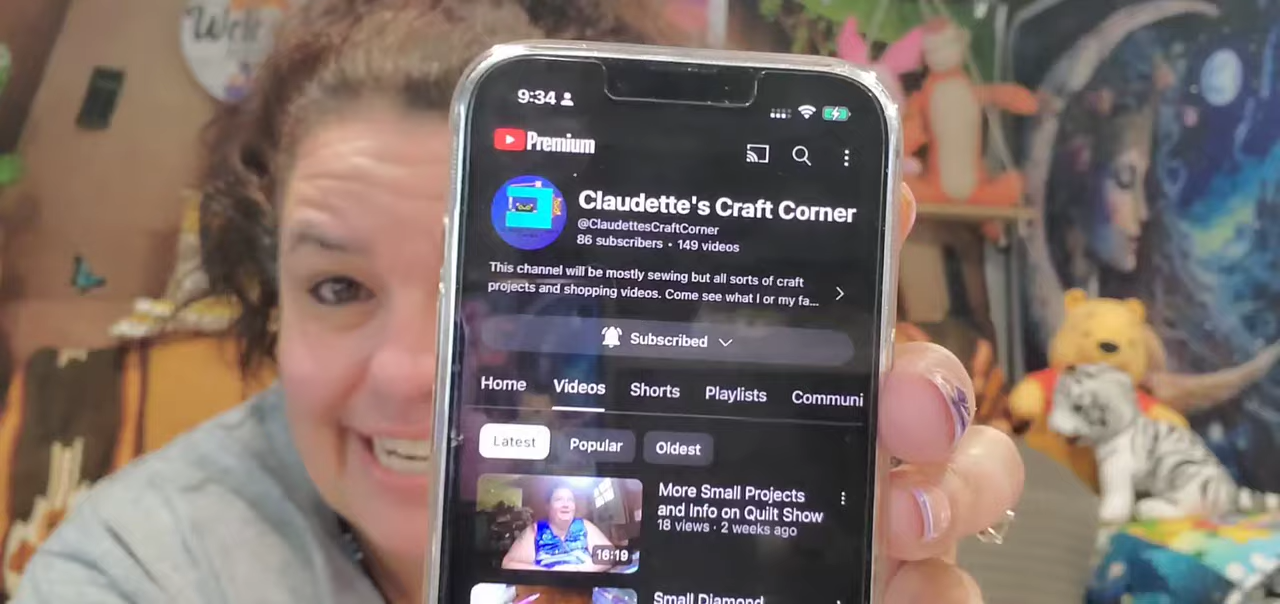 Welc
9:34
Premium
Claudette's Craft Corner
@ClaudettesCraftCorner
86 subscribers • 149 videos
This channel will be mostly sewing but all sorts of craft
projects and shopping videos. Come see what I or my fa...
Subscribed
Home Videos Shorts Playlists Communi
Latest Popular Oldest
More Small Projects
and Info on Quilt Show
18 views · 2 weeks ago
16:19
Small Diamond